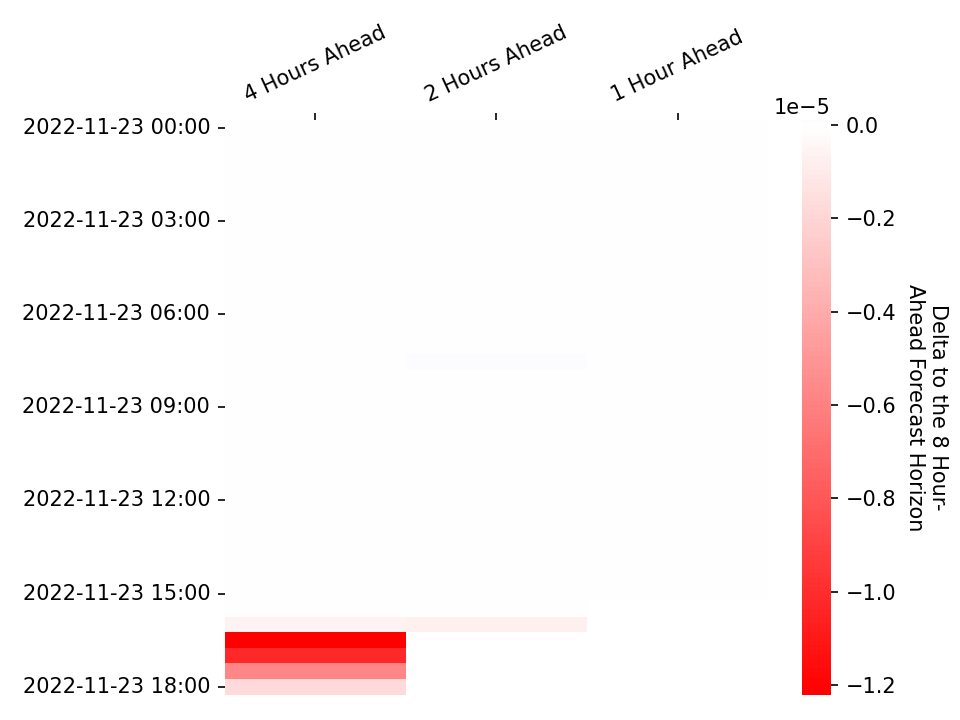 4 Hours Ahead
2 Hours Ahead
1 Hour Ahead
2022-11-23 00:00
2022-11-23 03:00
2022-11-23 06:00
2022-11-23 09:00
2022-11-23 12:00
2022-11-23 15:00
2022-11-23 18:00
1e−5
0.0
−0.2
−0.4
−0.6
−0.8
−1.0
−1.2
Delta to the 8 Hour-
Ahead Forecast Horizon